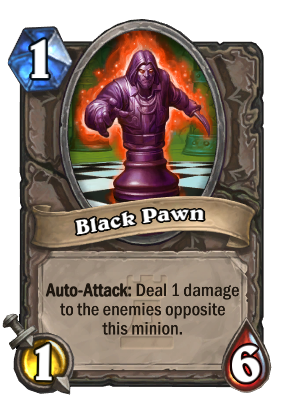 1
Black Pawn
Auto-Attack: Deal 1 damage
to the enemies opposite
this minion.
1
6